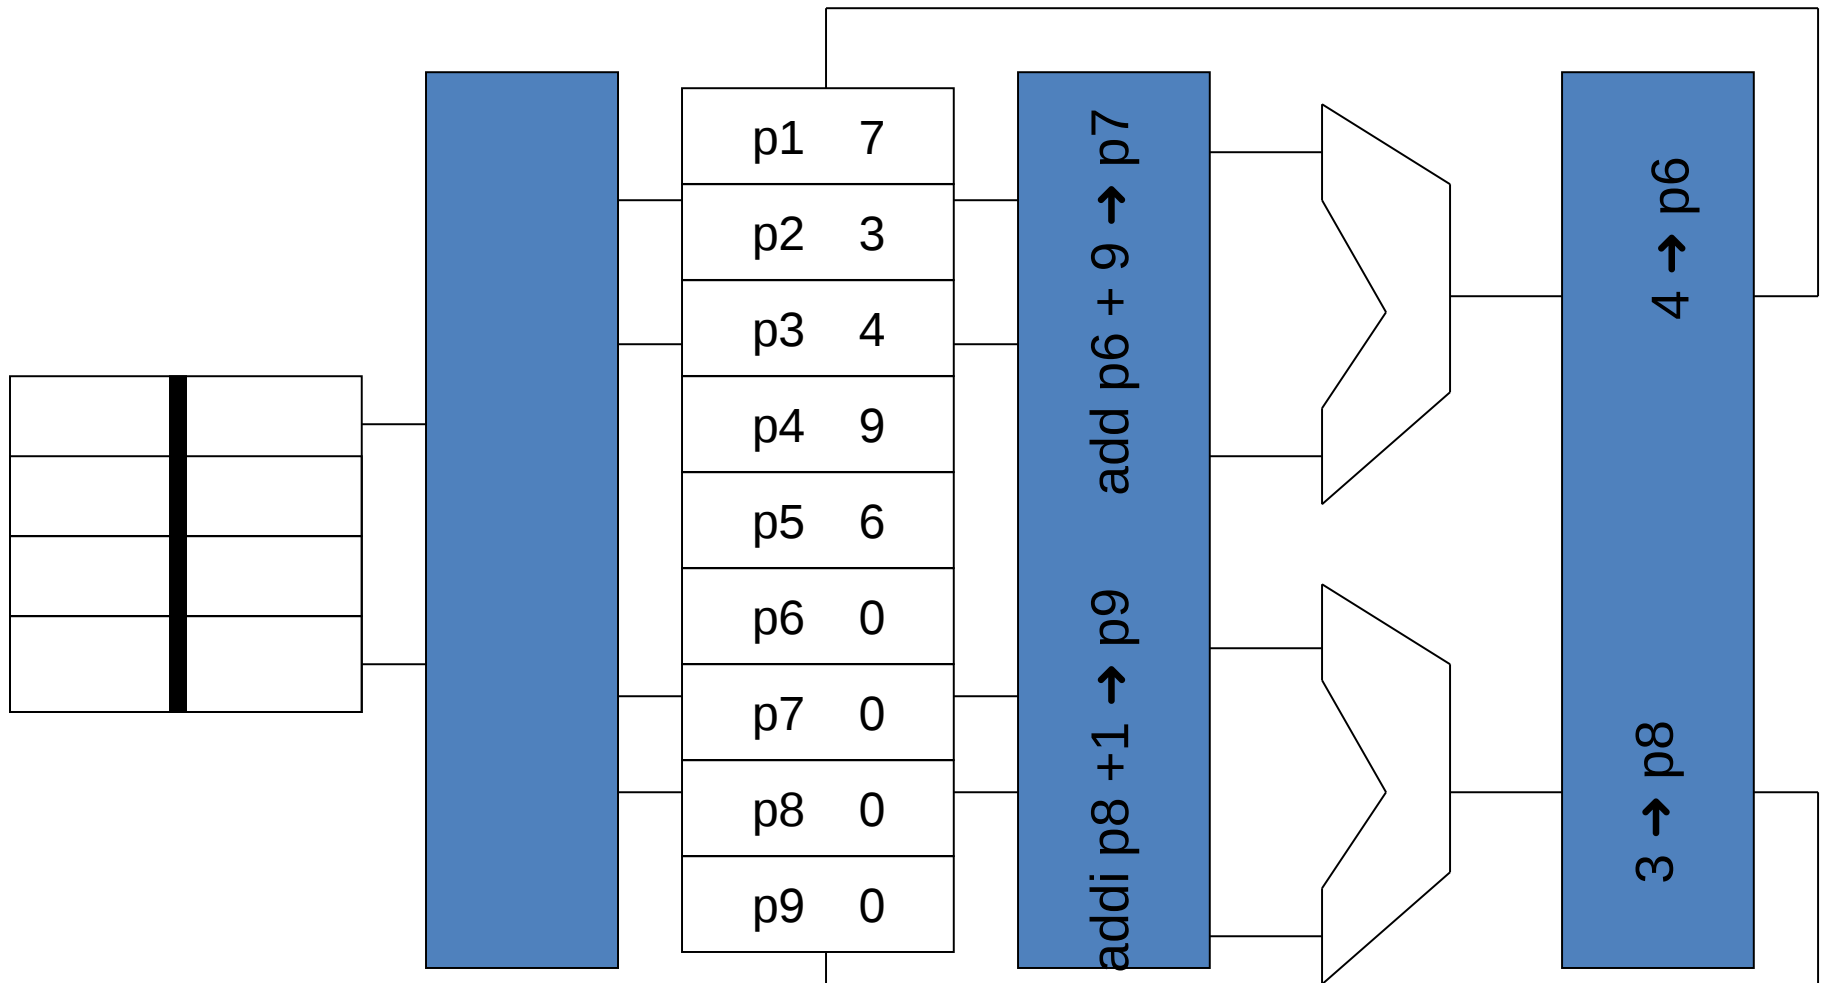 p1 7
p2 3
p3 4
p4 9
p5 6
p6 0
p7 0
p8 0
p9 0
add p6 + 9 → p7
addi p8 +1 → p9
4 → p6
3 → p8